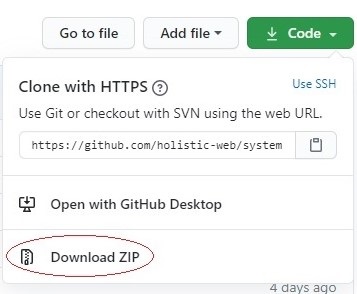 Go to file Add file Code
Clone with HTTPS ?
Use SSH
Use Git or checkout with SVN using the web URL.
https://github.com/holistic-web/system
Open with GitHub Desktop
Download ZIP
4 days ago